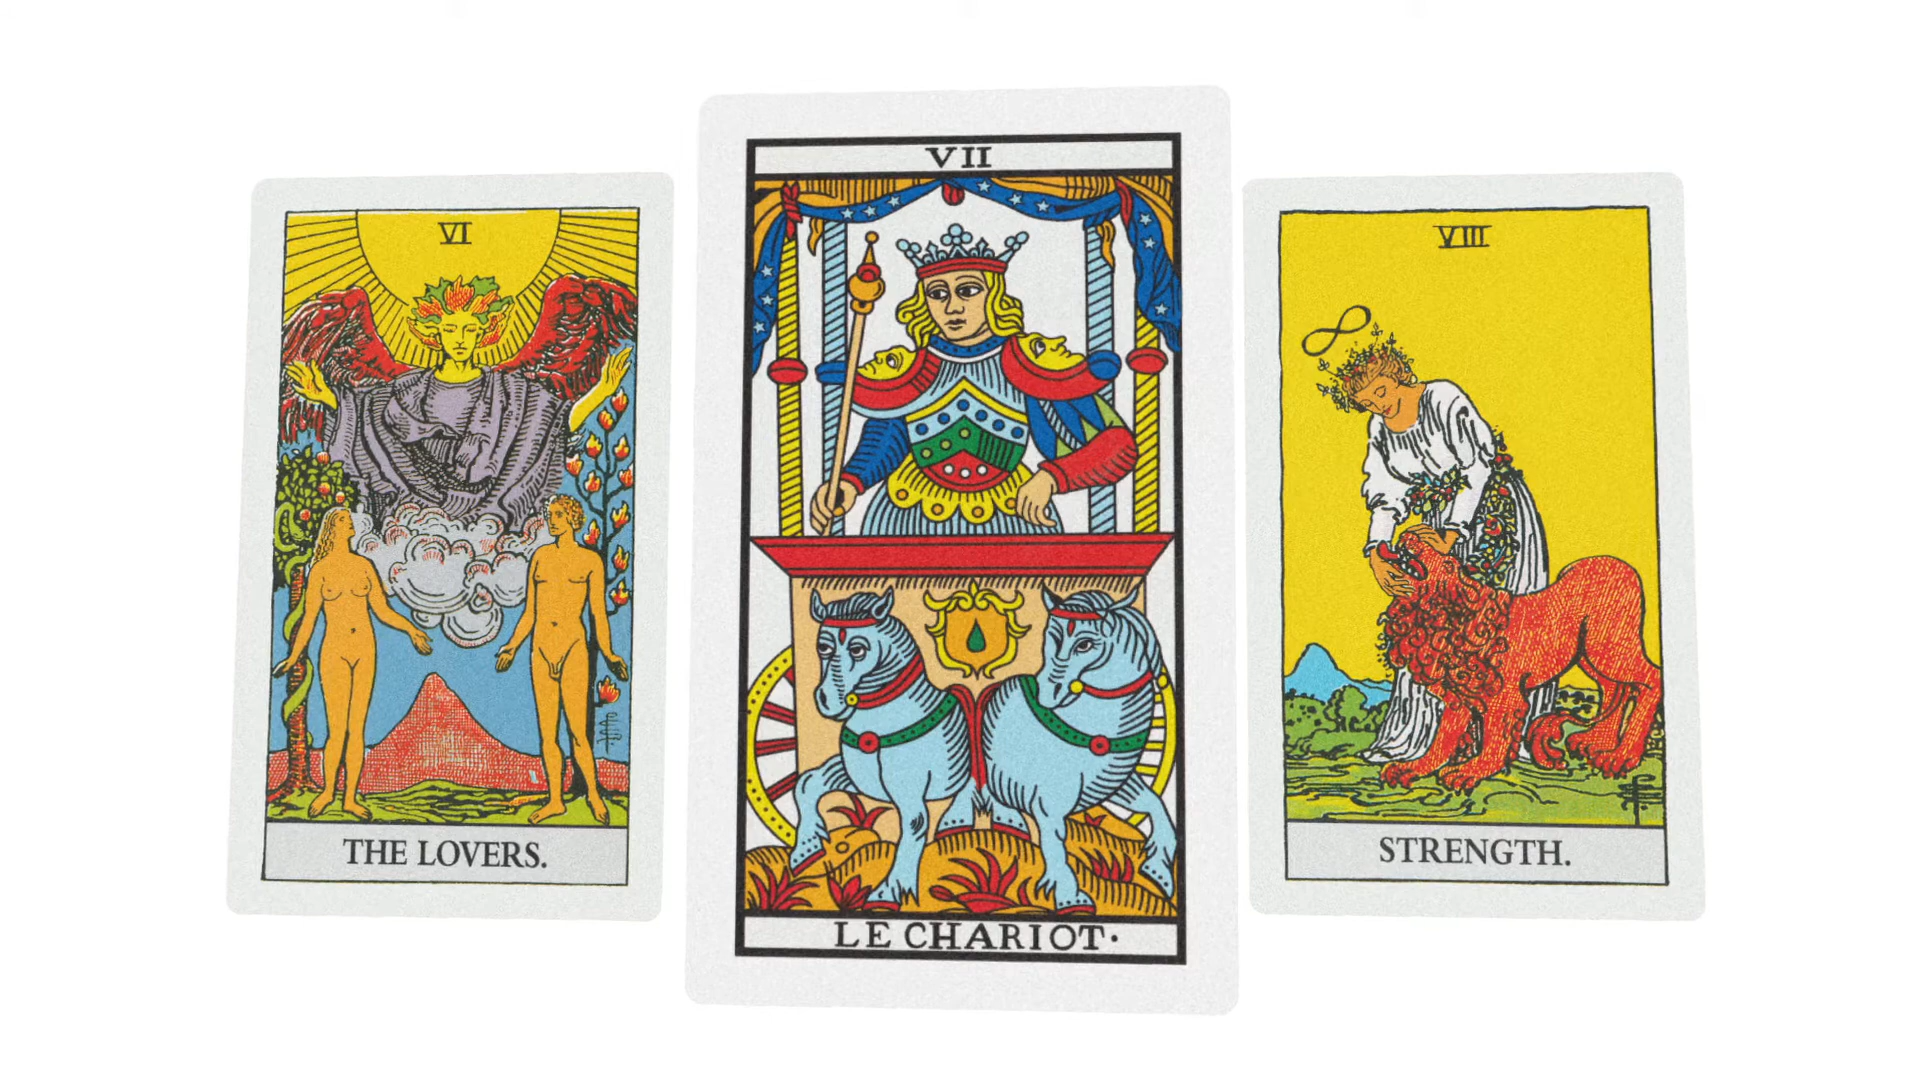 VI
THE LOVERS.
VII
LE CHARIOT·
VIII
STRENGTH.